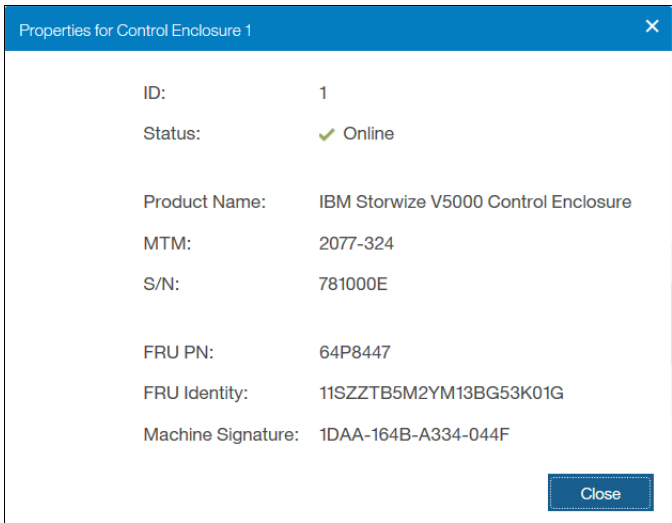 Properties for Control Enclosure 1
ID: 1
Status: Online
Product Name: IBM Storwize V5000 Control Enclosure
MTM: 2077-324
S/N: 781000E
FRU PN: 64P8447
FRU Identity: 11SZZTB5M2YM13BG53K01G
Machine Signature: 1DAA-164B-A334-044F
Close